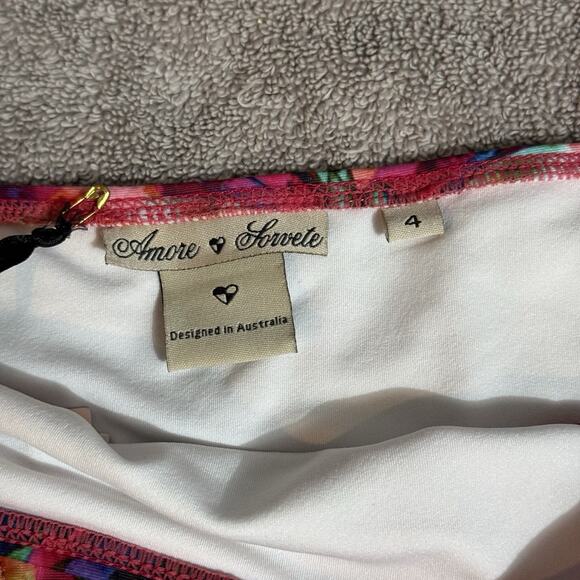 Amore Sorvete
4
Designed in Australia